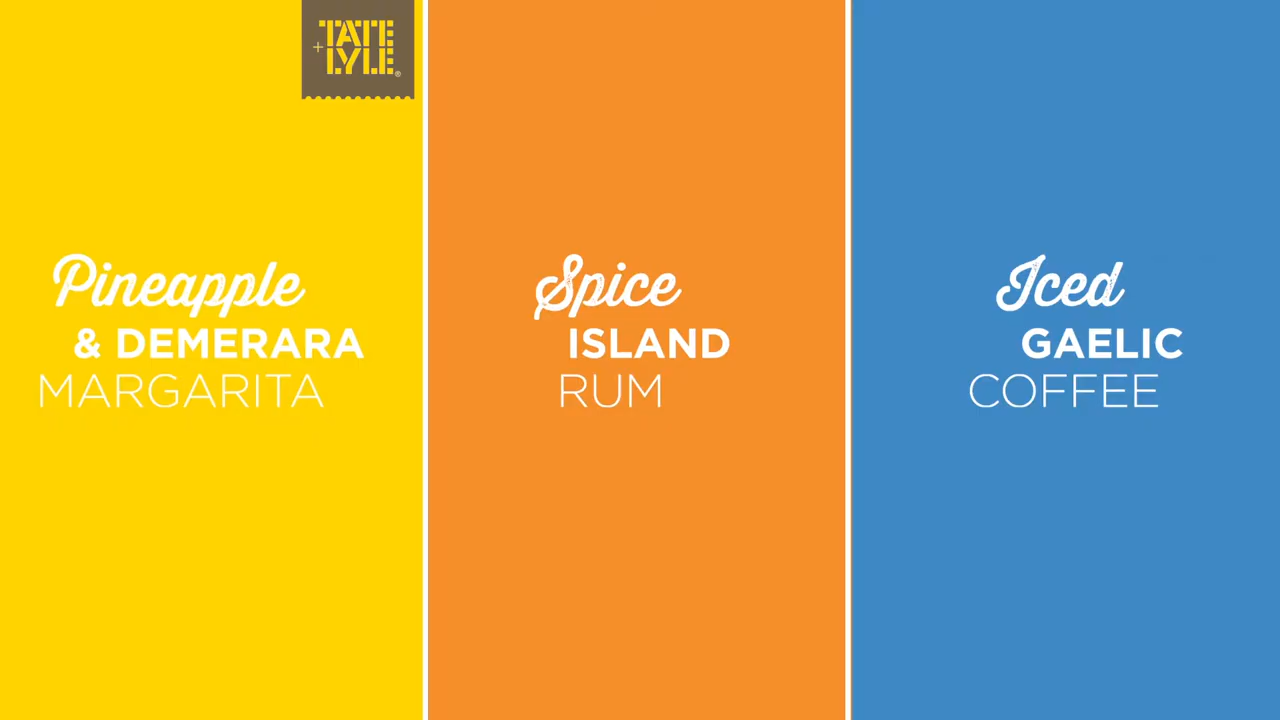 +TATE
LYLE®
Pineapple
& DEMERARA
MARGARITA
Spice
ISLAND
RUM
Iced
GAELIC
COFFEE